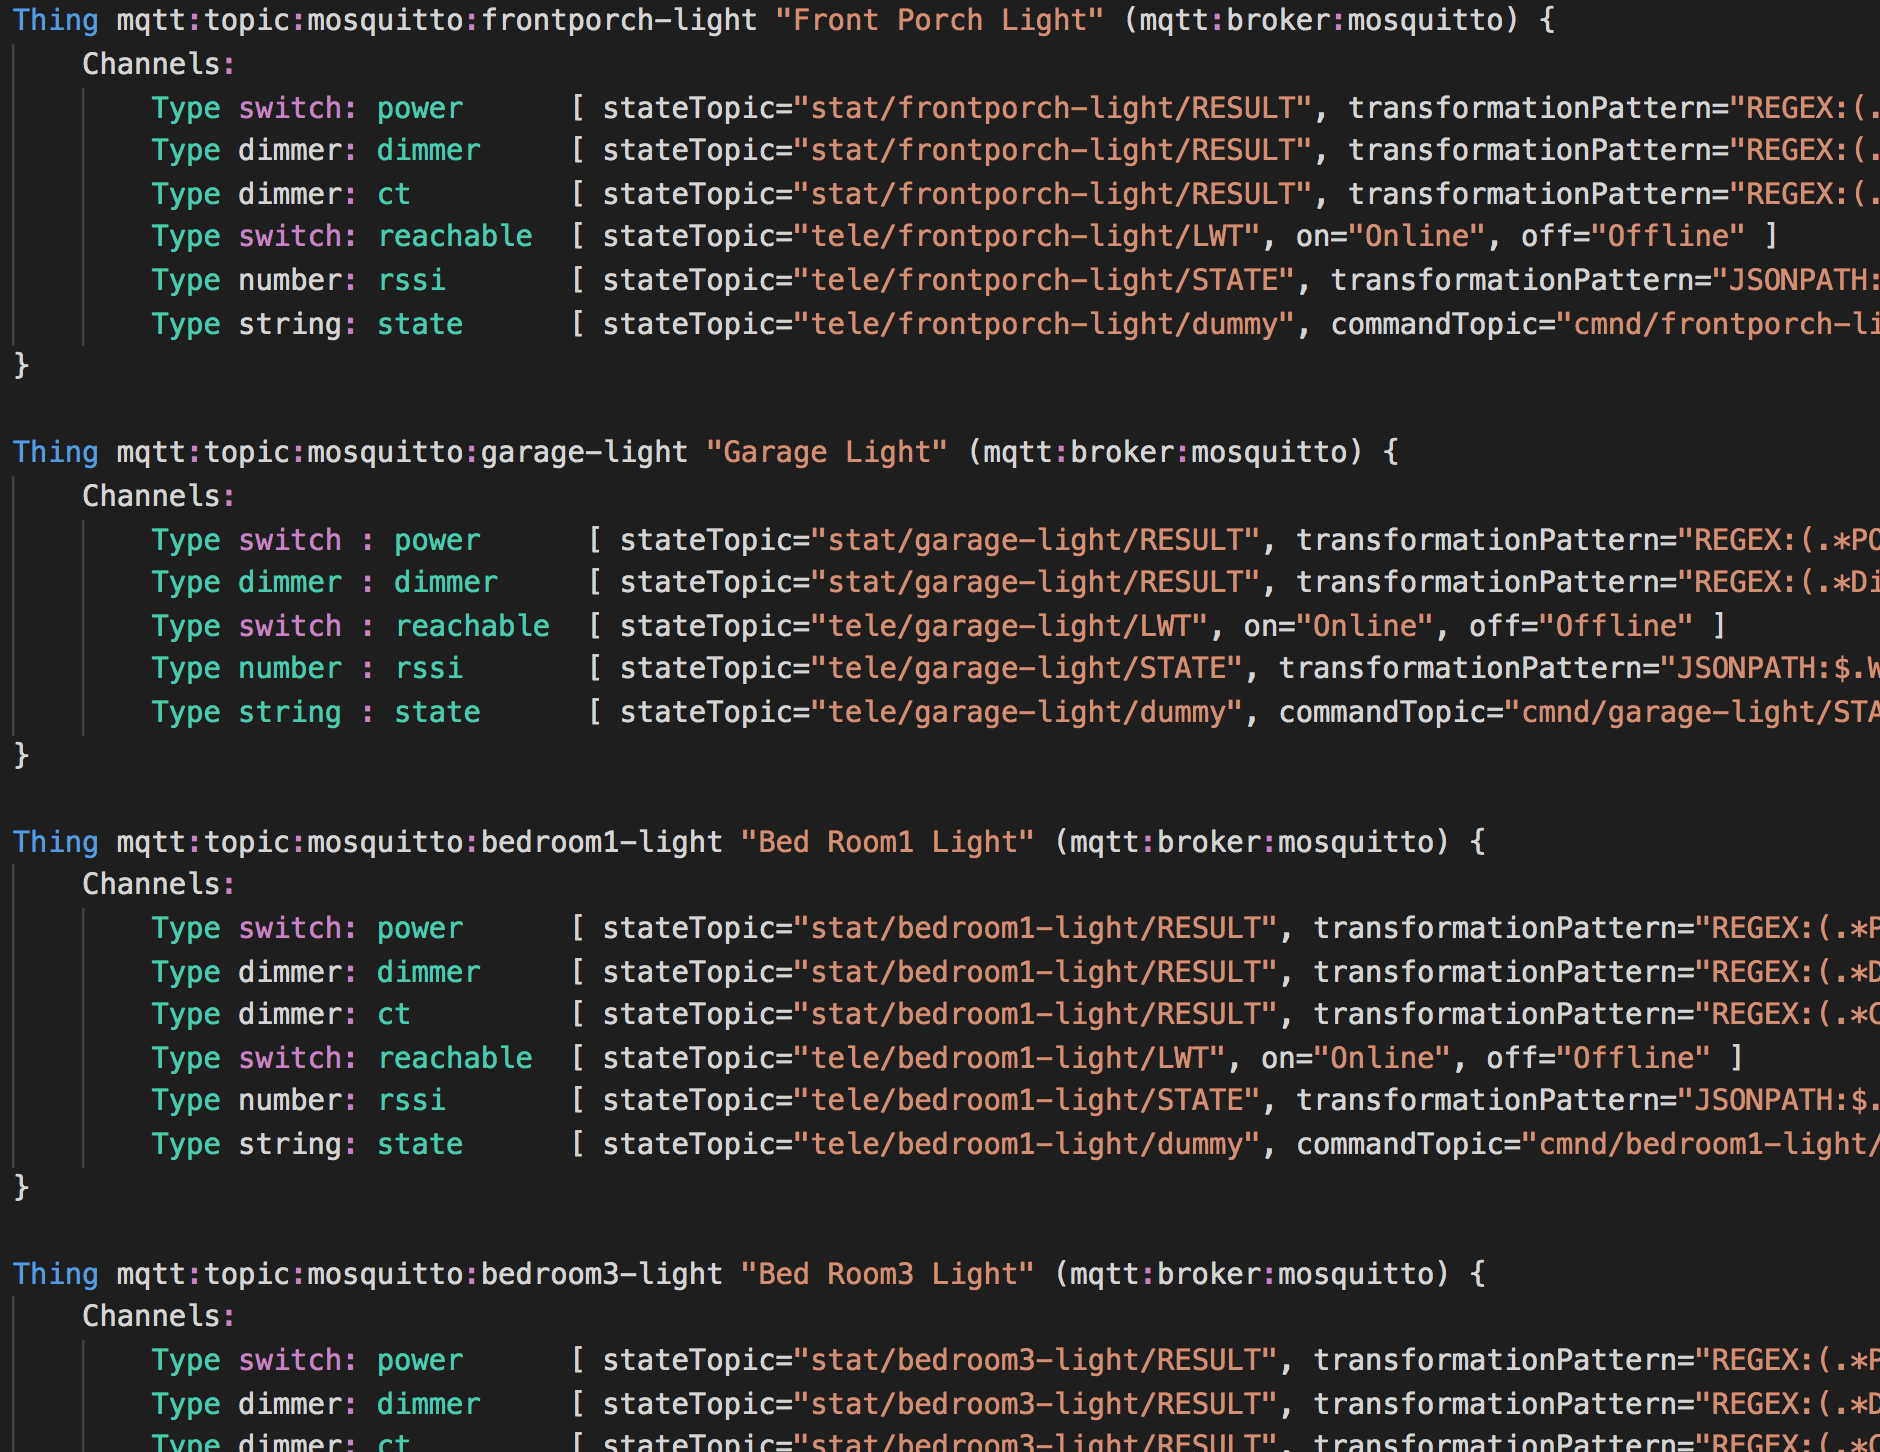 Thing mqtt:topic:mosquitto:frontporch-light "Front Porch Light" (mqtt:broker:mosquitto) {
Channels:
Type switch: power [ stateTopic="stat/frontporch-light/RESULT", transformationPattern="REGEX:(.
Type dimmer: dimmer [ stateTopic="stat/frontporch-light/RESULT", transformationPattern="REGEX:(.
Type dimmer: ct [ stateTopic="stat/frontporch-light/RESULT", transformationPattern="REGEX:(.
Type switch: reachable [ stateTopic="tele/frontporch-light/LWT", on="Online", off="Offline" ]
Type number: rssi [ stateTopic="tele/frontporch-light/STATE", transformationPattern="JSONPATH:
Type string: state [ stateTopic="tele/frontporch-light/dummy", commandTopic="cmnd/frontporch-li
}
Thing mqtt:topic:mosquitto:garage-light "Garage Light" (mqtt:broker:mosquitto) {
Channels:
Type switch : power [ stateTopic="stat/garage-light/RESULT", transformationPattern="REGEX:(.*PO
Type dimmer : dimmer [ stateTopic="stat/garage-light/RESULT", transformationPattern="REGEX:(.*Di
Type switch : reachable [ stateTopic="tele/garage-light/LWT", on="Online", off="Offline" ]
Type number : rssi [ stateTopic="tele/garage-light/STATE", transformationPattern="JSONPATH:$.W
Type string : state [ stateTopic="tele/garage-light/dummy", commandTopic="cmnd/garage-light/STA
}
Thing mqtt:topic:mosquitto:bedroom1-light "Bed Room1 Light" (mqtt:broker:mosquitto) {
Channels:
Type switch: power [ stateTopic="stat/bedroom1-light/RESULT", transformationPattern="REGEX:(.*P
Type dimmer: dimmer [ stateTopic="stat/bedroom1-light/RESULT", transformationPattern="REGEX:(.*D
Type dimmer: ct [ stateTopic="stat/bedroom1-light/RESULT", transformationPattern="REGEX:(.*C
Type switch: reachable [ stateTopic="tele/bedroom1-light/LWT", on="Online", off="Offline" ]
Type number: rssi [ stateTopic="tele/bedroom1-light/STATE", transformationPattern="JSONPATH:$.
Type string: state [ stateTopic="tele/bedroom1-light/dummy", commandTopic="cmnd/bedroom1-light/
}
Thing mqtt:topic:mosquitto:bedroom3-light "Bed Room3 Light" (mqtt:broker:mosquitto) {
Channels:
Type switch: power [ stateTopic="stat/bedroom3-light/RESULT", transformationPattern="REGEX:(.*P
Type dimmer: dimmer [ stateTopic="stat/bedroom3-light/RESULT", transformationPattern="REGEX:(.*D
Type dimmer: ct [ stateTopic="stat/bedroom3-light/RESULT", transformationPattern="REGEX:(.*C